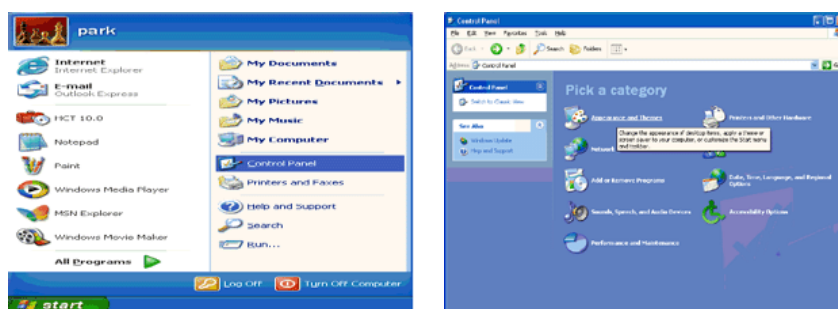 park
Internet
Internet Explorer
E-mail
Outlook Express
HCT 10.0
Notepad
Paint
Windows Media Player
MSN Explorer
Windows Movie Maker
All Programs
My Documents
My Recent Documents
My Pictures
My Music
My Computer
Control Panel
Printers and Faxes
Help and Support
Search
Run...
Log Off
Turn Off Computer
start
Control Panel
File Edit View Favorites Tools Help
Back Search Folders
Address Control Panel Go
Control Panel
Switch to Classic View
See Also
Windows Update
Help and Support
Pick a category
Appearance and Themes
Printers and Other Hardware
Change the appearance of desktop items, apply a theme or
screen saver to your computer, or customize the Start menu
and taskbar.
Network
Add or Remove Programs
Date, Time, Language, and Regional
Options
Sounds, Speech, and Audio Devices
Accessibility Options
Performance and Maintenance